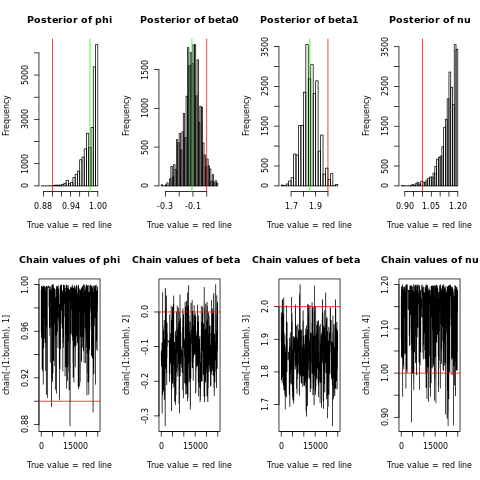 Posterior of phi
Posterior of beta0
Posterior of beta1
Posterior of nu
Frequency
0 1000 3000 5000
0.88 0.94 1.00
True value = red line
Frequency
0 500 1000 1500
-0.3 -0.1
True value = red line
Frequency
0 500 1500 2500 3500
1.7 1.9
True value = red line
Frequency
0 500 1500 2500 3500
0.90 1.05 1.20
True value = red line
Chain values of phi
Chain values of beta
Chain values of beta
Chain values of nu
chain[-(1:burnIn), 1]
0.88 0.92 0.96 1.00
0 15000
True value = red line
chain[-(1:burnIn), 2]
-0.3 -0.2 -0.1 0.0
0 15000
True value = red line
chain[-(1:burnIn), 3]
1.7 1.8 1.9 2.0
0 15000
True value = red line
chain[-(1:burnIn), 4]
0.90 1.00 1.10 1.20
0 15000
True value = red line